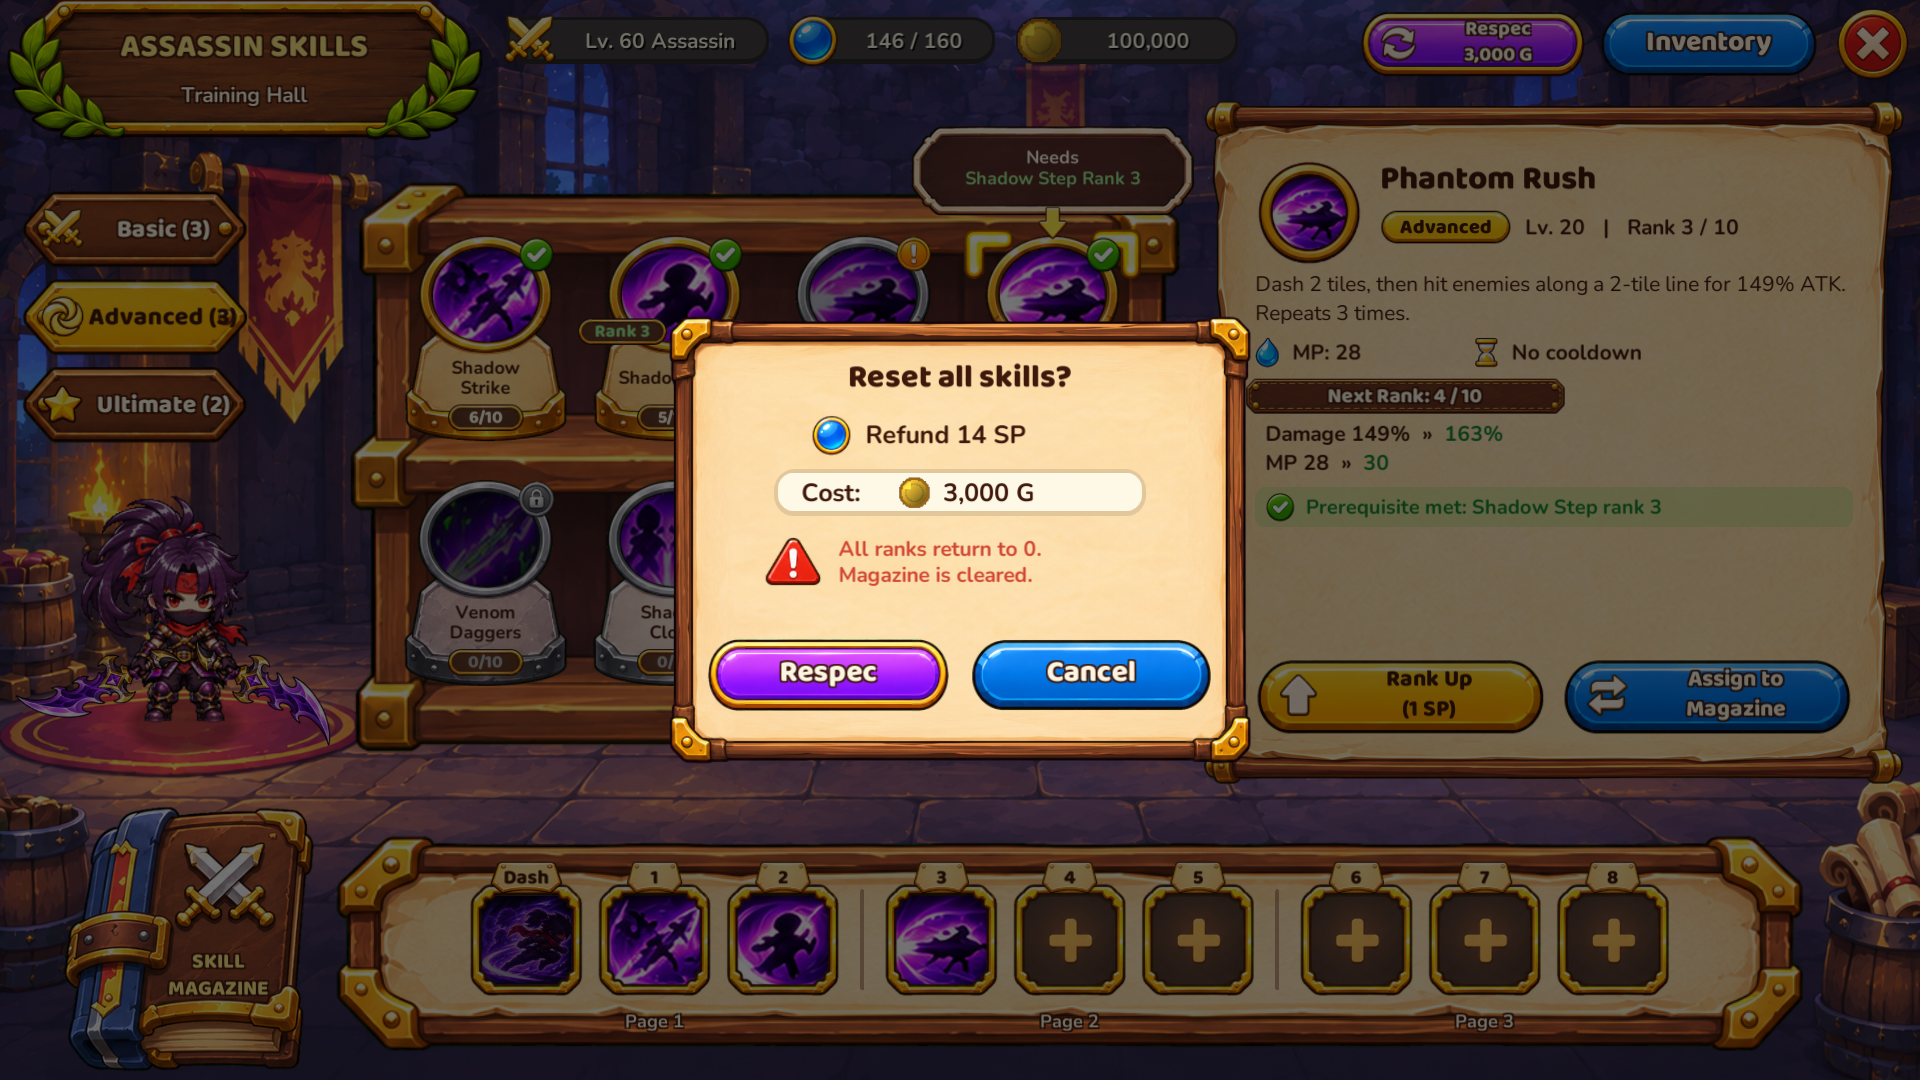 ASSASSIN SKILLS
Training Hall
Lv. 60 Assassin
146 / 160
100,000
Respec
3,000 G
Inventory
Basic (3)
Advanced (3)
Ultimate (2)
Needs
Shadow Step Rank 3
Shadow
Strike
6/10
Rank 3
Shado
5/
Venom
Daggers
0/10
Sha
Clo
0/
Reset all skills?
Refund 14 SP
Cost: 3,000 G
All ranks return to 0.
Magazine is cleared.
Respec
Cancel
Phantom Rush
Advanced Lv. 20 | Rank 3 / 10
Dash 2 tiles, then hit enemies along a 2-tile line for 149% ATK.
Repeats 3 times.
MP: 28 No cooldown
Next Rank: 4 / 10
Damage 149% » 163%
MP 28 » 30
Prerequisite met: Shadow Step rank 3
Rank Up
(1 SP)
Assign to
Magazine
SKILL
MAGAZINE
Dash 1 2 3 4 5 6 7 8
Page 1 Page 2 Page 3